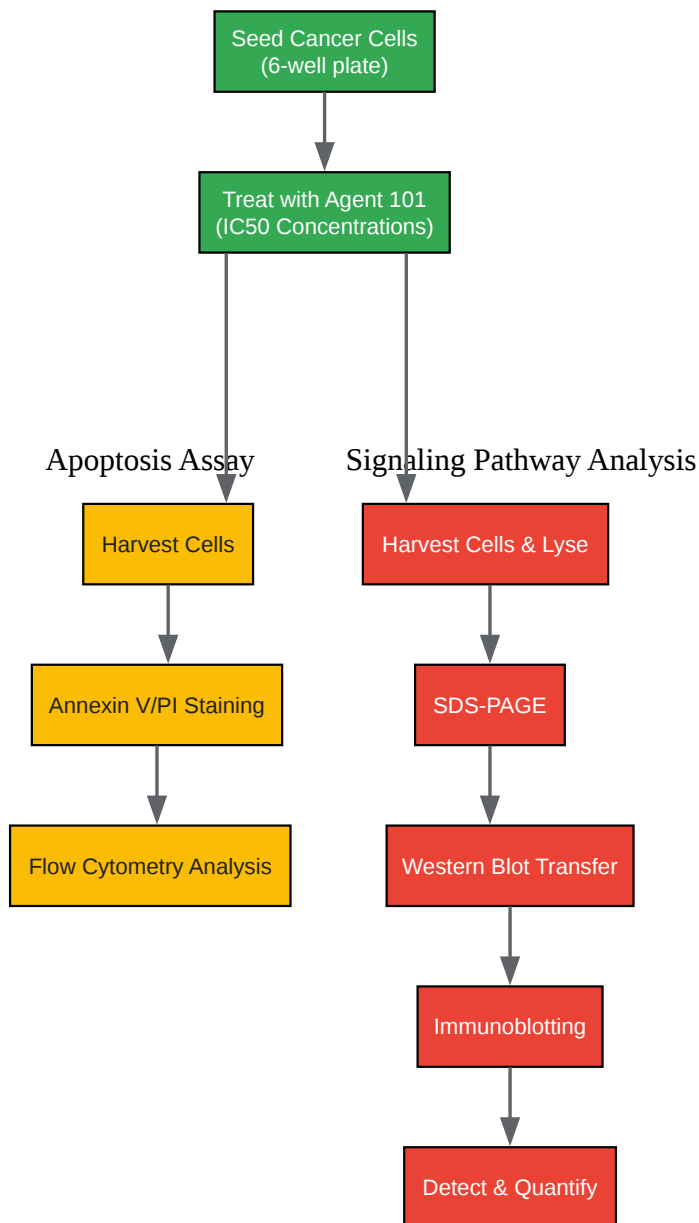 Seed Cancer Cells
(6-well plate)
Treat with Agent 101
(IC50 Concentrations)
Apoptosis Assay
Signaling Pathway Analysis
Harvest Cells
Harvest Cells & Lyse
Annexin V/PI Staining
SDS-PAGE
Flow Cytometry Analysis
Western Blot Transfer
Immunoblotting
Detect & Quantify